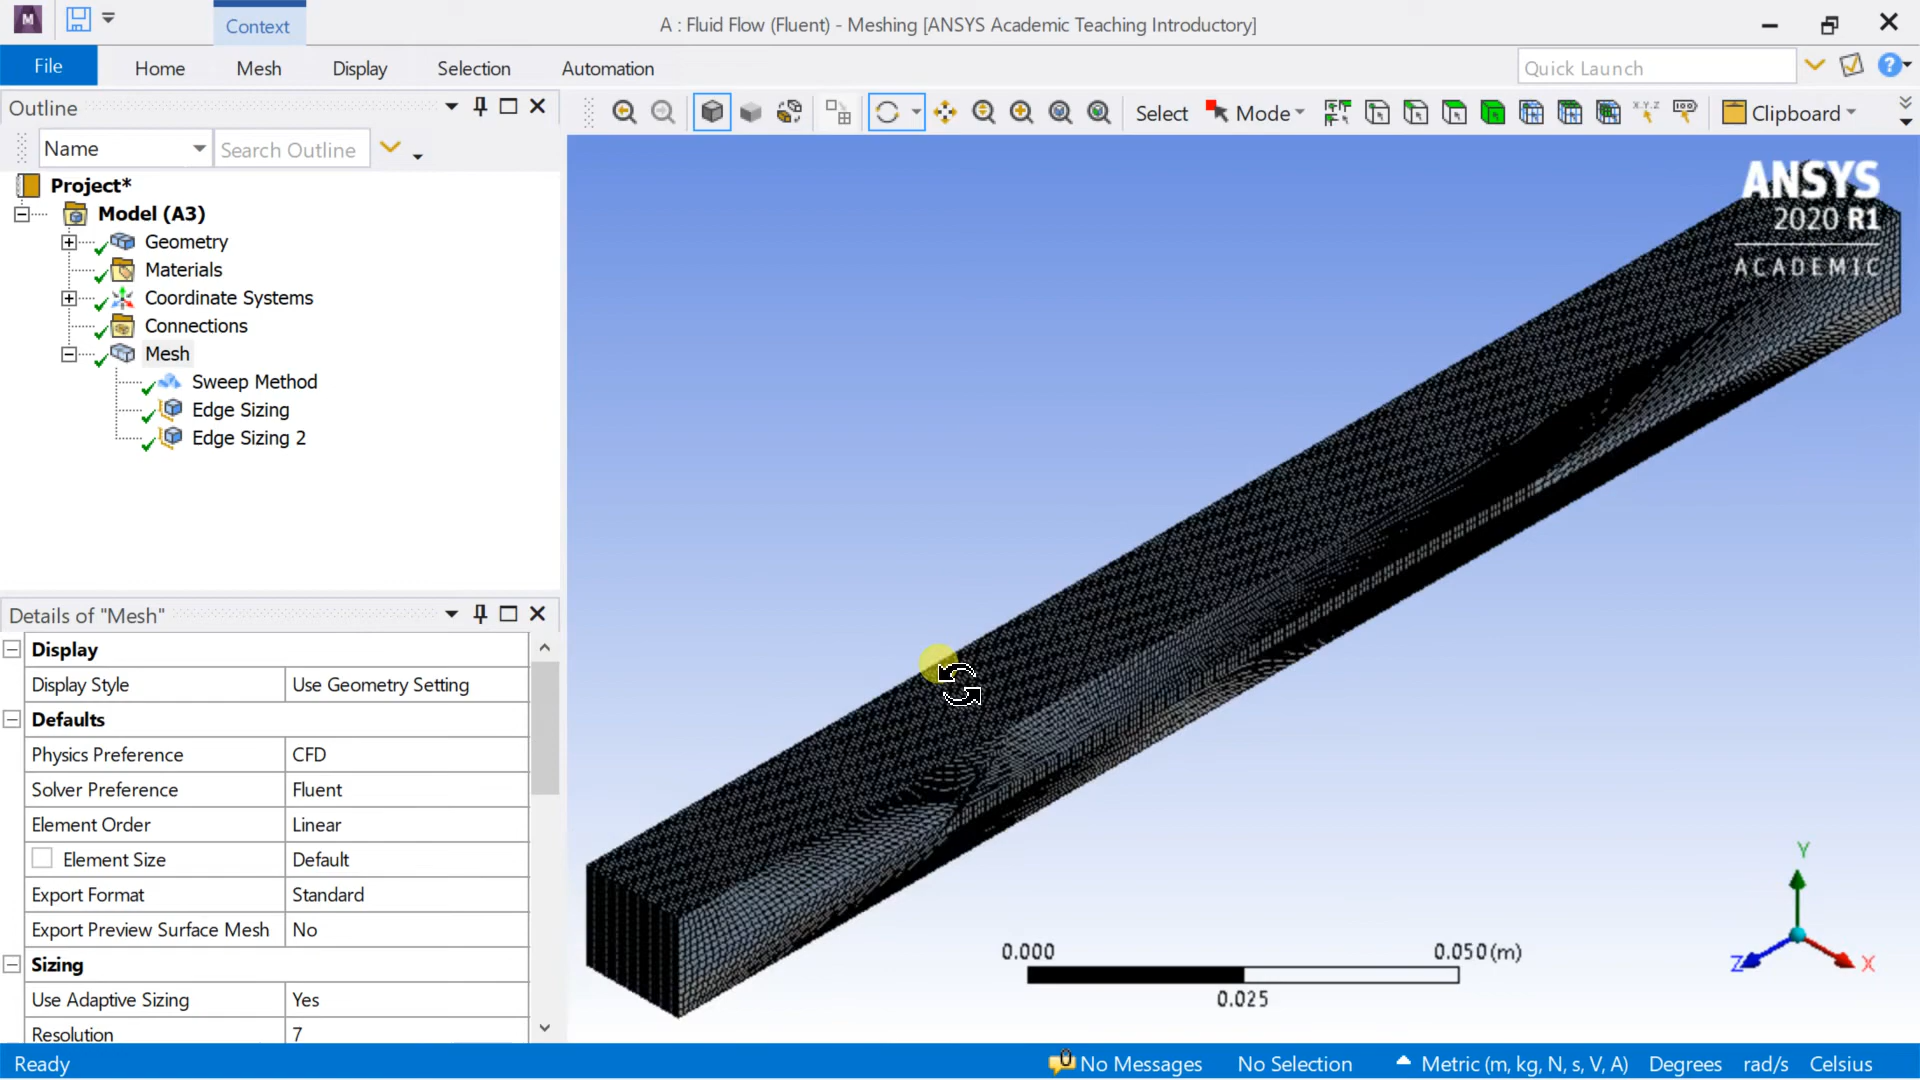 M
Context
A : Fluid Flow (Fluent) - Meshing [ANSYS Academic Teaching Introductory]
File
Home
Mesh
Display
Selection
Automation
Quick Launch
?
Outline
Select
Mode
X,Y,Z
Clipboard
Name
Search Outline
Project*
Model (A3)
Geometry
Materials
Coordinate Systems
Connections
Mesh
Sweep Method
Edge Sizing
Edge Sizing 2
ANSYS
2020 R1
ACADEMIC
Details of "Mesh"
Display
Display Style Use Geometry Setting
Defaults
Physics Preference CFD
Solver Preference Fluent
Element Order Linear
Element Size Default
Export Format Standard
Export Preview Surface Mesh No
Sizing
Use Adaptive Sizing Yes
Resolution 7
0.000
0.050 (m)
0.025
Y
Z
X
Ready
0
No Messages
No Selection
Metric (m, kg, N, s, V, A)
Degrees
rad/s
Celsius